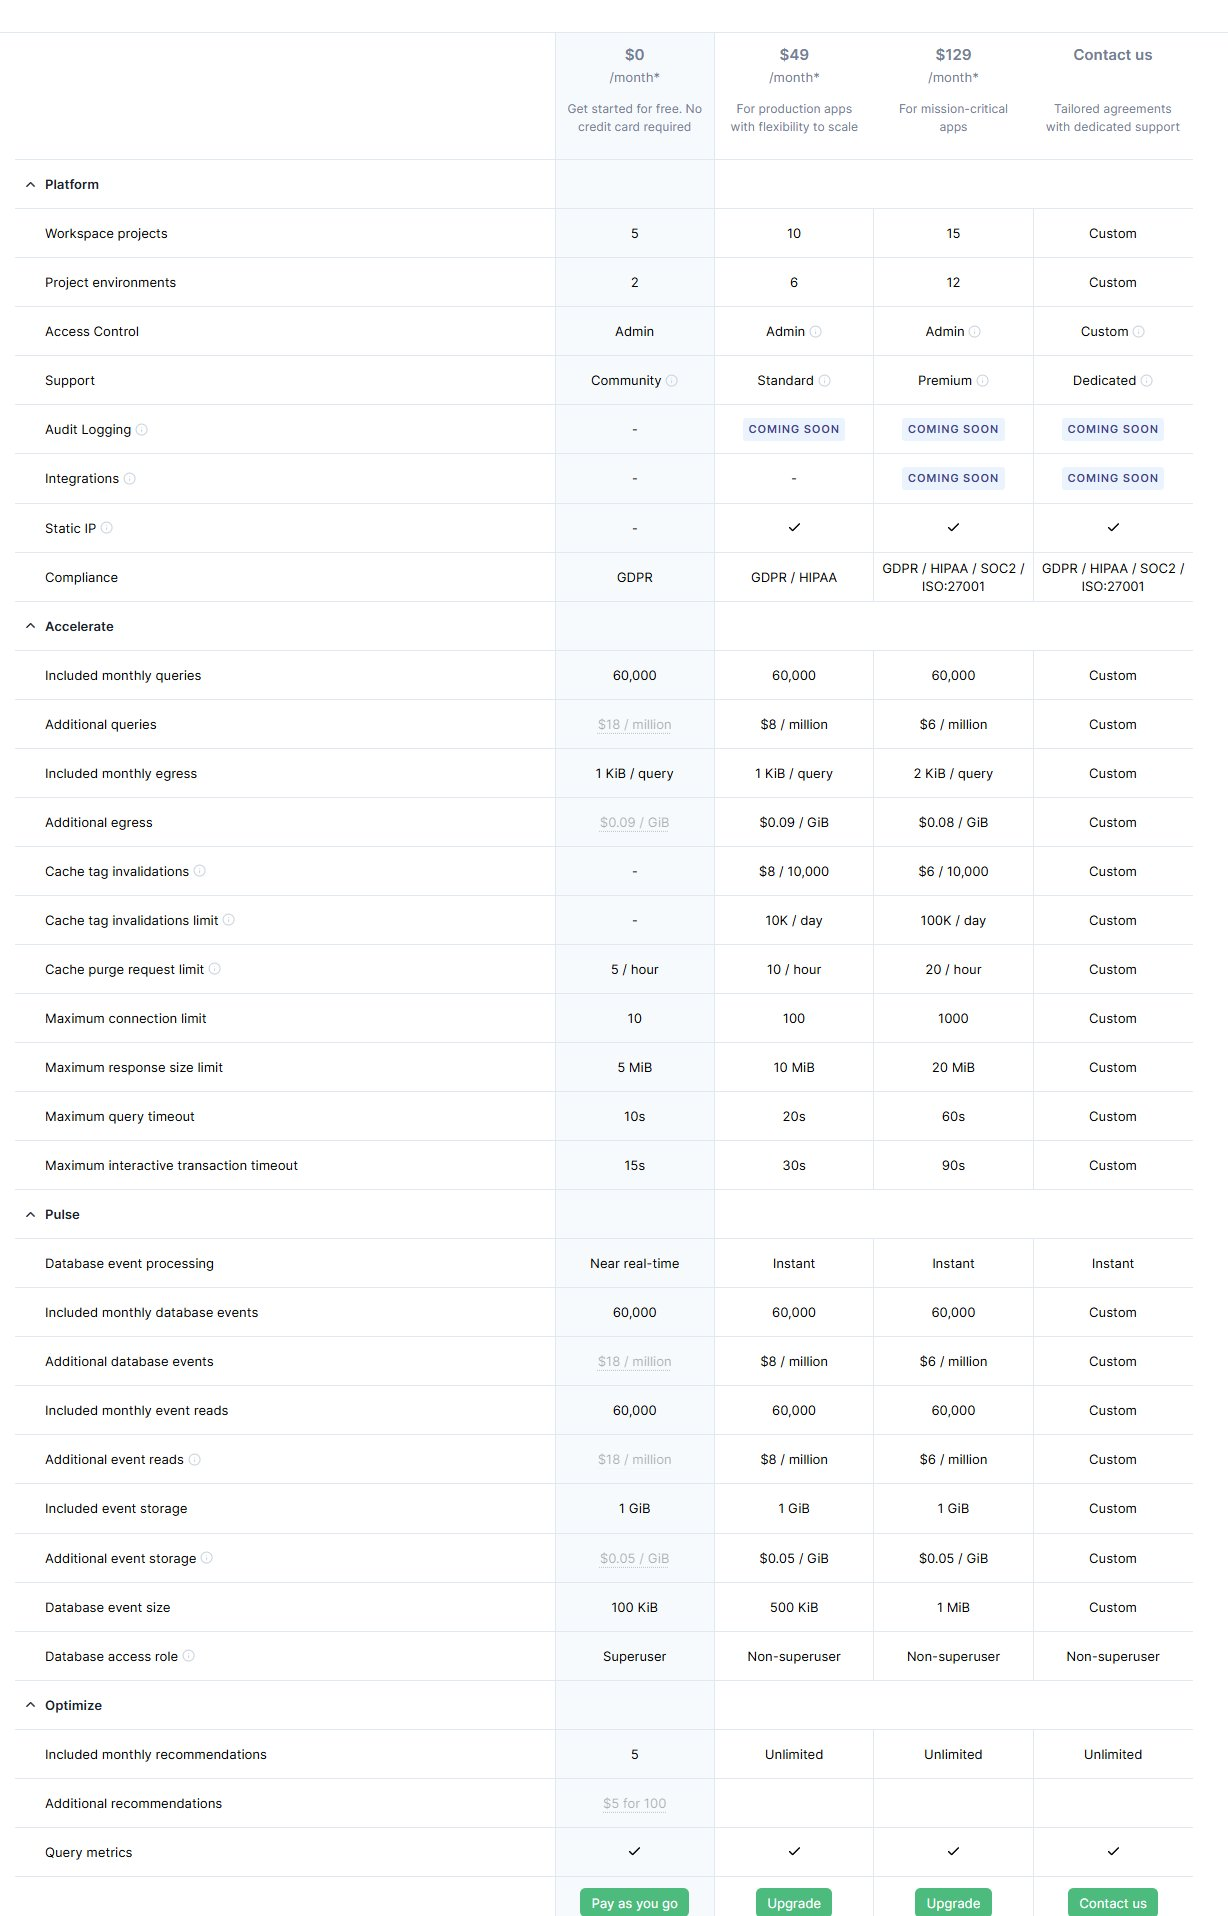 $0 $49 $129 Contact us
/month* /month* /month*
Get started for free. No For production apps For mission-critical Tailored agreements
credit card required with flexibility to scale apps with dedicated support
Platform
Workspace projects 5 10 15 Custom
Project environments 2 6 12 Custom
Access Control Admin Admin Admin Custom
Support Community Standard Premium Dedicated
Audit Logging - COMING SOON COMING SOON COMING SOON
Integrations - - COMING SOON COMING SOON
Static IP -
GDPR / HIPAA / SOC2 / GDPR / HIPAA / SOC2 /
Compliance GDPR GDPR / HIPAA
ISO:27001 ISO:27001
Accelerate
Included monthly queries 60,000 60,000 60,000 Custom
Additional queries $18 / million $8 / million $6 / million Custom
Included monthly egress 1 KiB / query 1 KiB / query 2 KiB / query Custom
Additional egress $0.09 / GiB $0.09 / GiB $0.08 / GiB Custom
Cache tag invalidations - $8 / 10,000 $6 / 10,000 Custom
Cache tag invalidations limit - 10K / day 100K / day Custom
Cache purge request limit 5 / hour 10 / hour 20 / hour Custom
Maximum connection limit 10 100 1000 Custom
Maximum response size limit 5 MiB 10 MiB 20 MiB Custom
Maximum query timeout 10s 20s 60s Custom
Maximum interactive transaction timeout 15s 30s 90s Custom
Pulse
Database event processing Near real-time Instant Instant Instant
Included monthly database events 60,000 60,000 60,000 Custom
Additional database events $18 / million $8 / million $6 / million Custom
Included monthly event reads 60,000 60,000 60,000 Custom
Additional event reads $18 / million $8 / million $6 / million Custom
Included event storage 1 GiB 1 GiB 1 GiB Custom
Additional event storage $0.05 / GiB $0.05 / GiB $0.05 / GiB Custom
Database event size 100 KiB 500 KiB 1 MiB Custom
Database access role Superuser Non-superuser Non-superuser Non-superuser
Optimize
Included monthly recommendations 5 Unlimited Unlimited Unlimited
Additional recommendations $5 for 100
Query metrics
Pay as you go Upgrade Upgrade Contact us